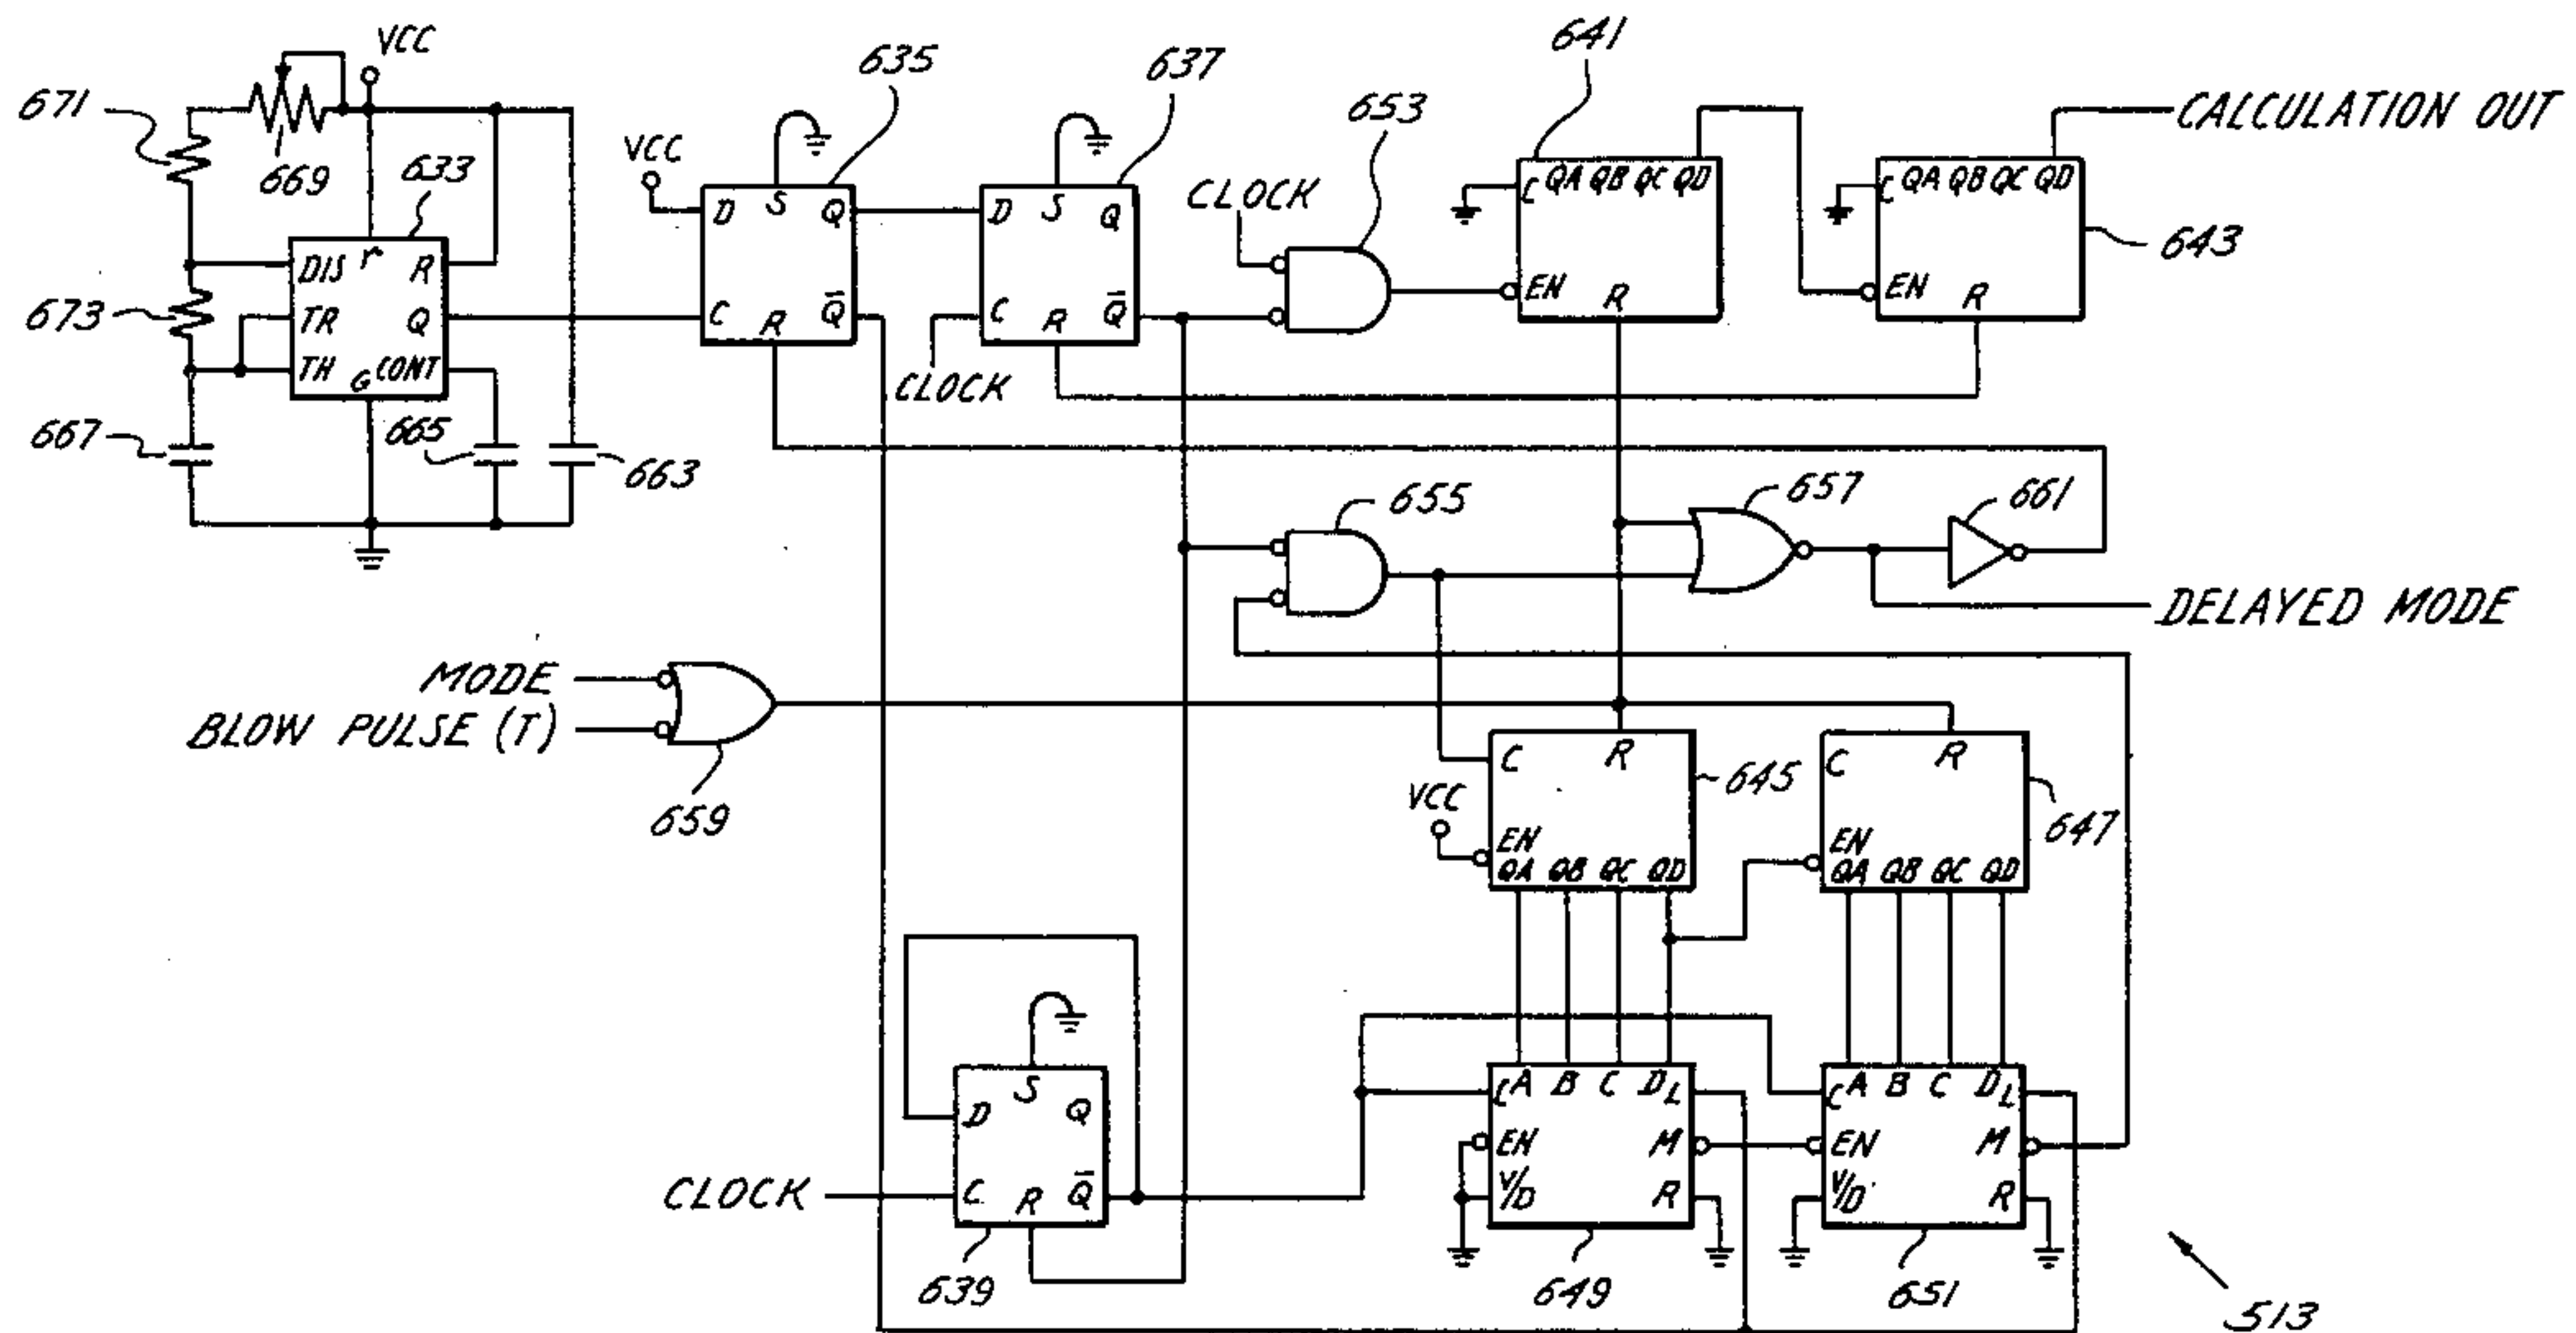 VCC
671
669
633
DIS r R
673
TR Q
TH G CONT
667
665
663
VCC
635
D S Q
C R Q̅
637
D S Q
C R Q̅
CLOCK
CLOCK
653
641
C QA QB QC QD
EN R
C QA QB QC QD
EN R
643
CALCULATION OUT
655
657
661
DELAYED MODE
MODE
BLOW PULSE (T)
659
C R
645
VCC
EN
QA QB QC QD
C R
647
EN
QA QB QC QD
S
D Q
CLOCK
C R Q̅
639
C A B C D L
EN M
V/D R
649
C A B C D L
EN M
V/D R
651
513